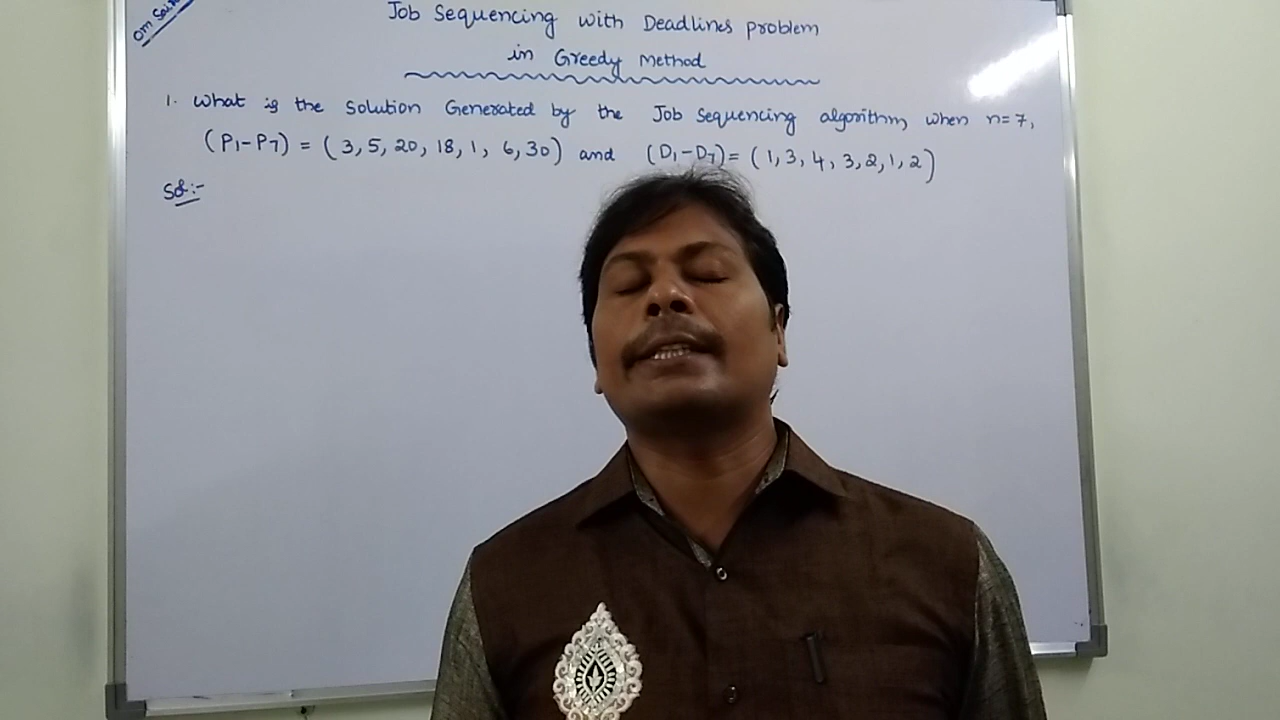 Om Sai
Job Sequencing with Deadlines problem
in Greedy Method
1. What is the Solution Generated by the Job Sequencing algorithm, when n=7,
(P1-P7) = (3, 5, 20, 18, 1, 6, 30) and (D1-D7) = (1, 3, 4, 3, 2, 1, 2)
Sol:-